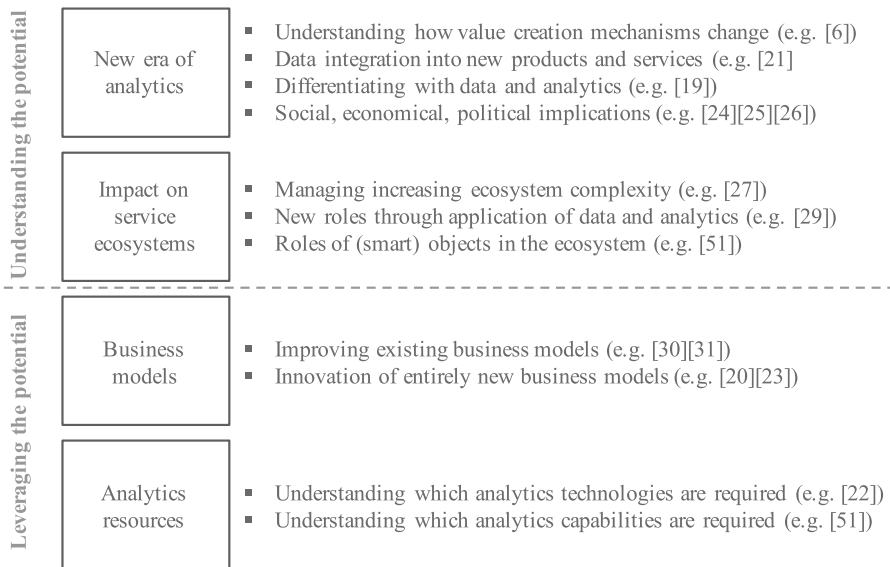 Understanding the potential
New era of
analytics
▪ Understanding how value creation mechanisms change (e.g. [6])
▪ Data integration into new products and services (e.g. [21]
▪ Differentiating with data and analytics (e.g. [19])
▪ Social, economical, political implications (e.g. [24][25][26])
Impact on
service
ecosystems
▪ Managing increasing ecosystem complexity (e.g. [27])
▪ New roles through application of data and analytics (e.g. [29])
▪ Roles of (smart) objects in the ecosystem (e.g. [51])
Leveraging the potential
Business
models
▪ Improving existing business models (e.g. [30][31])
▪ Innovation of entirely new business models (e.g. [20][23])
Analytics
resources
▪ Understanding which analytics technologies are required (e.g. [22])
▪ Understanding which analytics capabilities are required (e.g. [51])